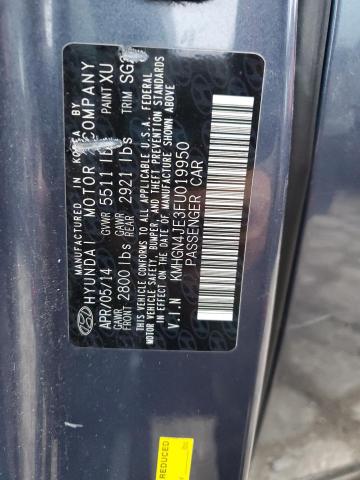 MANUFACTURED IN KOREA BY
HYUNDAI MOTOR COMPANY
APR/05/14 GVWR 5511 PAINT XU
GAWR FRONT 2800 lbs GAWR REAR 2921 lbs TRIM
THIS VEHICLE CONFORMS TO ALL APPLICABLE U.S.A. FEDERAL
MOTOR VEHICLE SAFETY, BUMPER, AND THEFT PREVENTION STANDARDS
IN EFFECT ON THE DATE OF MANUFACTURE SHOWN ABOVE.
V.I.N KMHGN4JE3FU019950
PASSENGER CAR
REDUCED